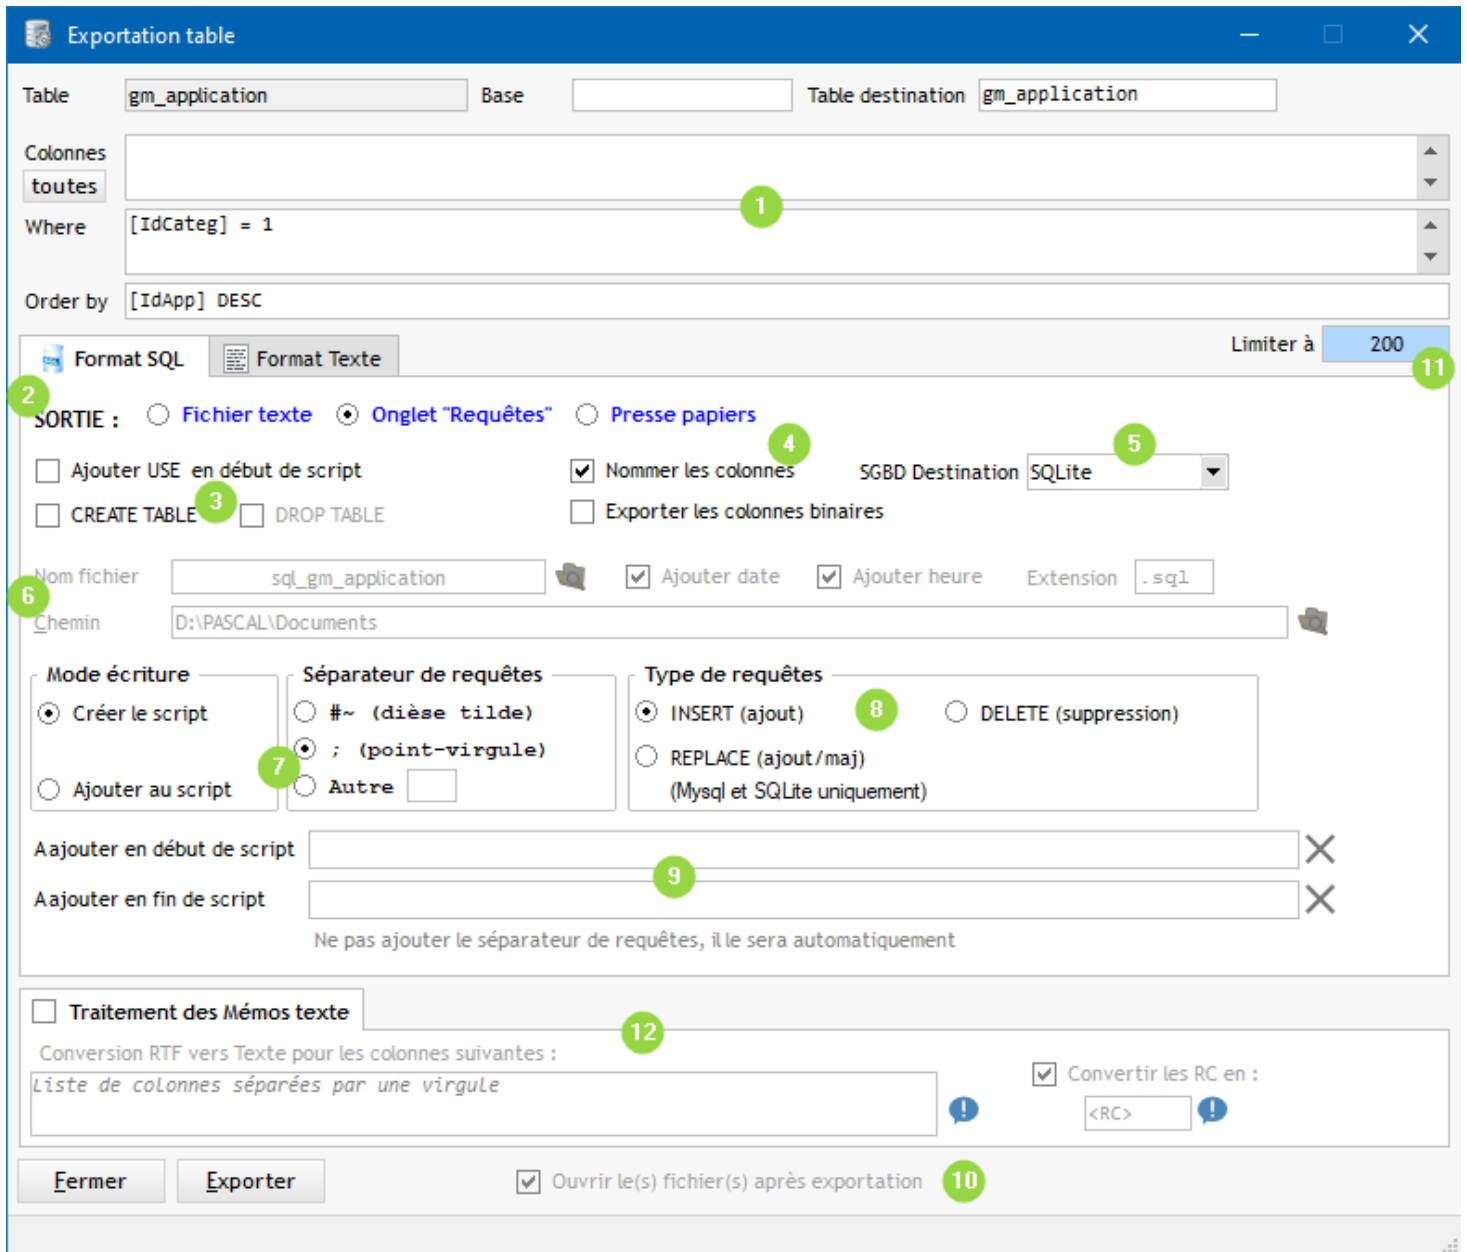 Exportation table
Table gm_application Base Table destination gm_application
Colonnes
toutes
1
Where [IdCateg] = 1
Order by [IdApp] DESC
Format SQL Format Texte Limiter à 200
11
2
SORTIE : Fichier texte Onglet "Requêtes" Presse papiers
4 5
Ajouter USE en début de script Nommer les colonnes SGBD Destination SQLite
3
CREATE TABLE DROP TABLE Exporter les colonnes binaires
Nom fichier sql_gm_application Ajouter date Ajouter heure Extension .sql
6
Chemin D:\PASCAL\Documents
Mode écriture Séparateur de requêtes Type de requêtes
Créer le script #~ (dièse tilde) INSERT (ajout) 8 DELETE (suppression)
; (point-virgule) REPLACE (ajout/maj)
7
Ajouter au script Autre (Mysql et SQLite uniquement)
A ajouter en début de script
9
A ajouter en fin de script
Ne pas ajouter le séparateur de requêtes, il le sera automatiquement
Traitement des Mémos texte
12
Conversion RTF vers Texte pour les colonnes suivantes :
Liste de colonnes séparées par une virgule
Convertir les RC en :
<RC>
Fermer Exporter Ouvrir le(s) fichier(s) après exportation 10